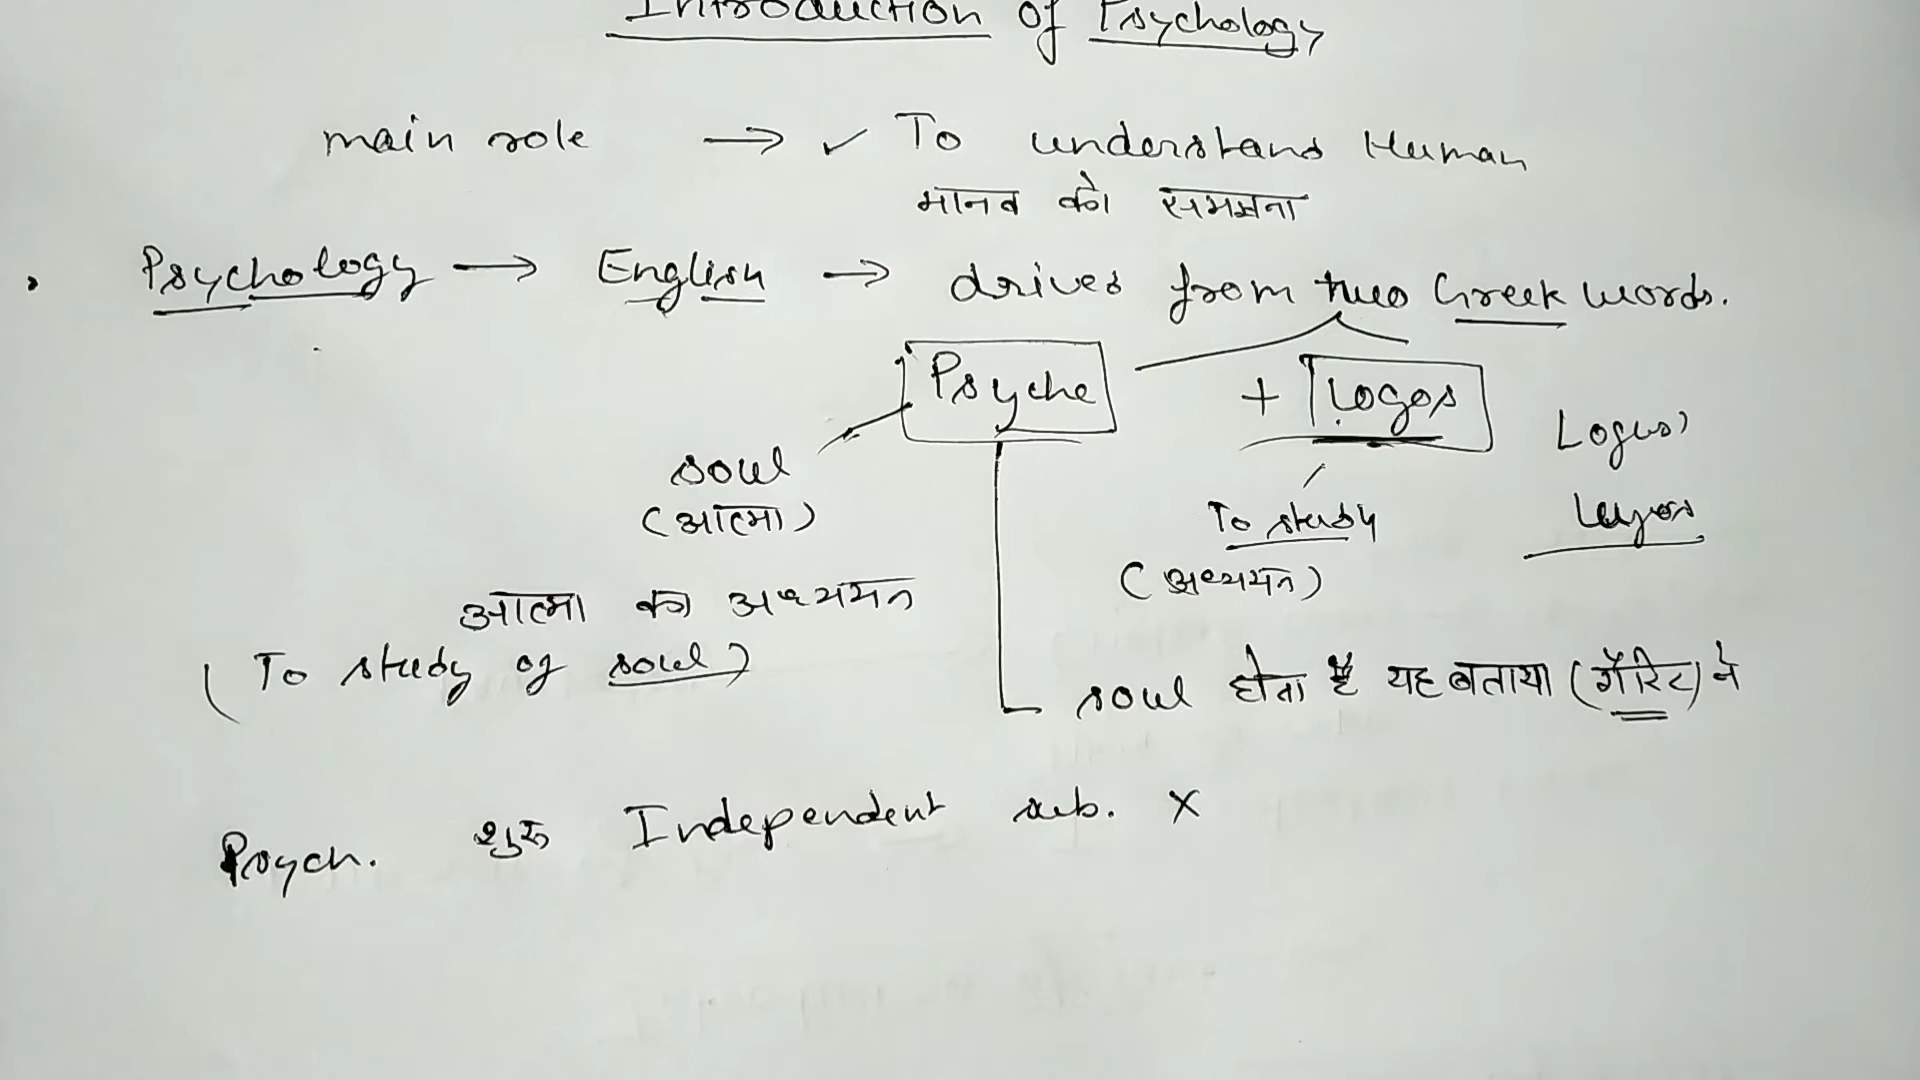 Introduction of Psychology
main role → ✓ To understand Human
मानव को समझना
Psychology → English → drives from two Greek words.
Psyche + Logos
Logus
soul To study
(आत्मा) (अध्ययन)
आत्मा का अध्ययन
(To study of soul)
soul होता है यह बताया (गैरिट) ने
Psych. शुरू Independent sub. X